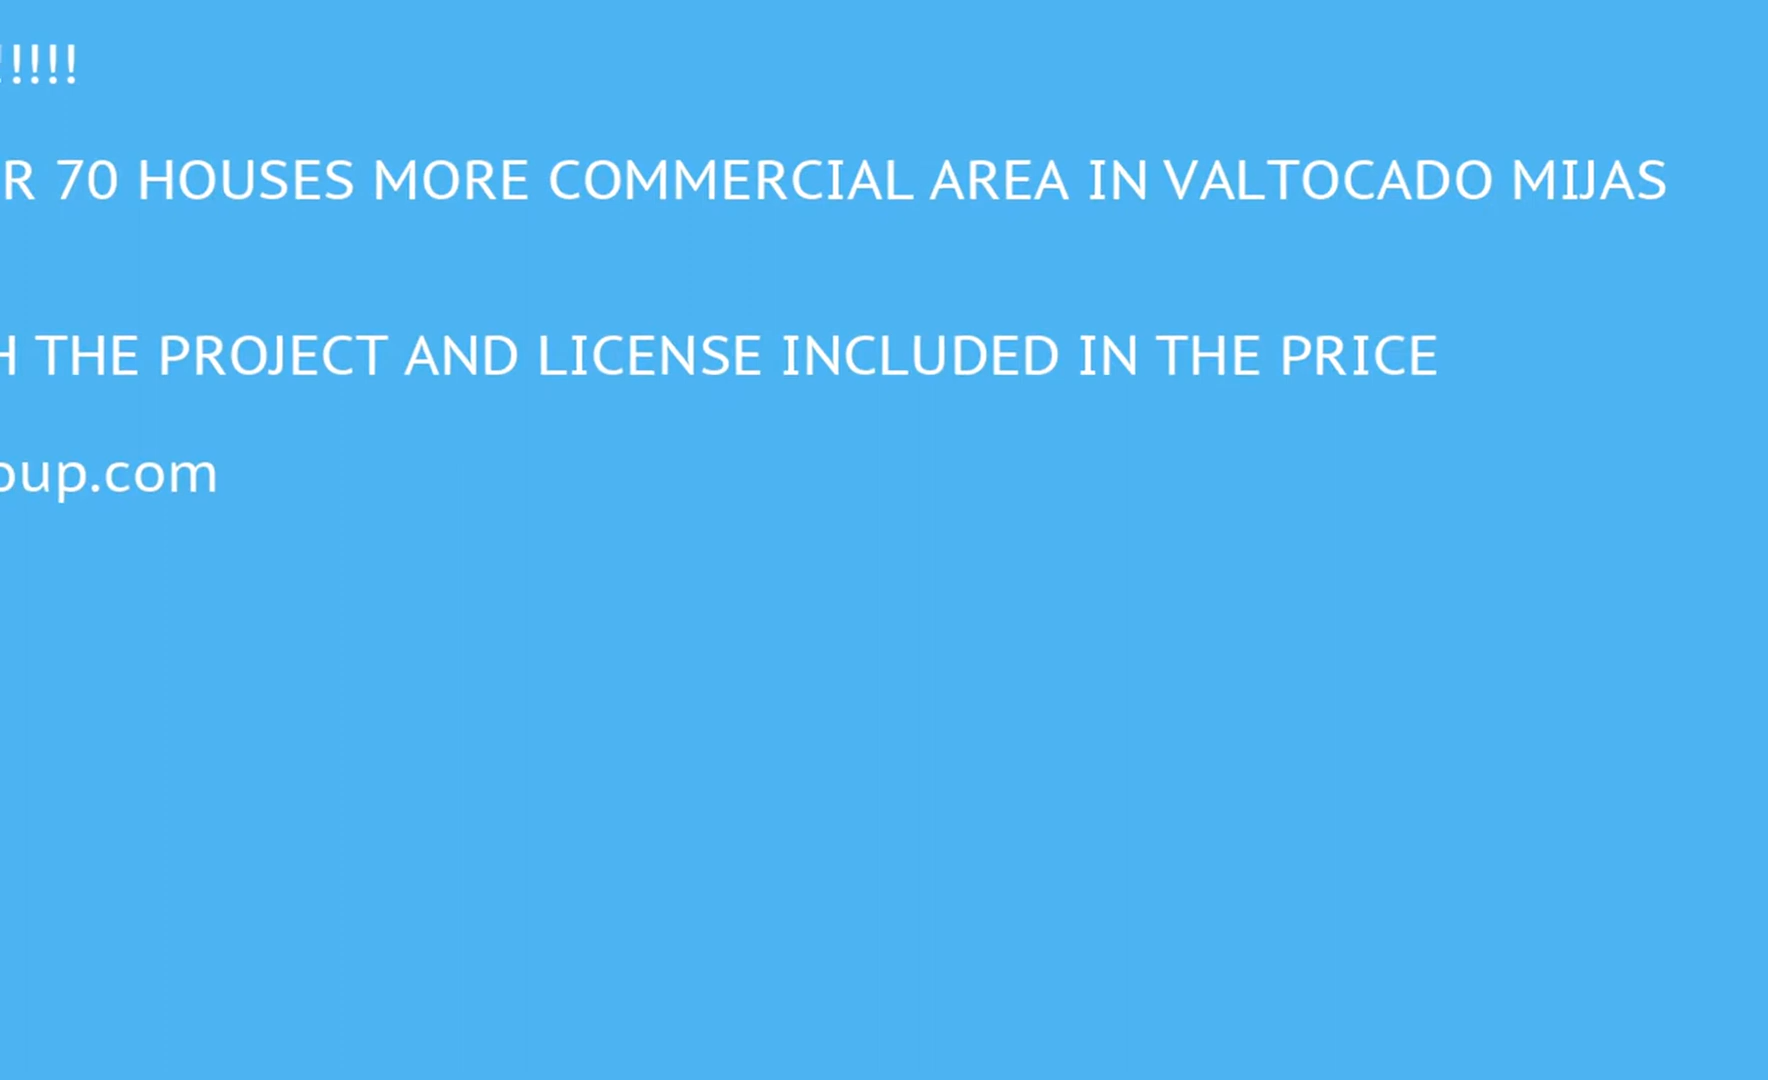 !!!!
R 70 HOUSES MORE COMMERCIAL AREA IN VALTOCADO MIJAS
H THE PROJECT AND LICENSE INCLUDED IN THE PRICE
oup.com